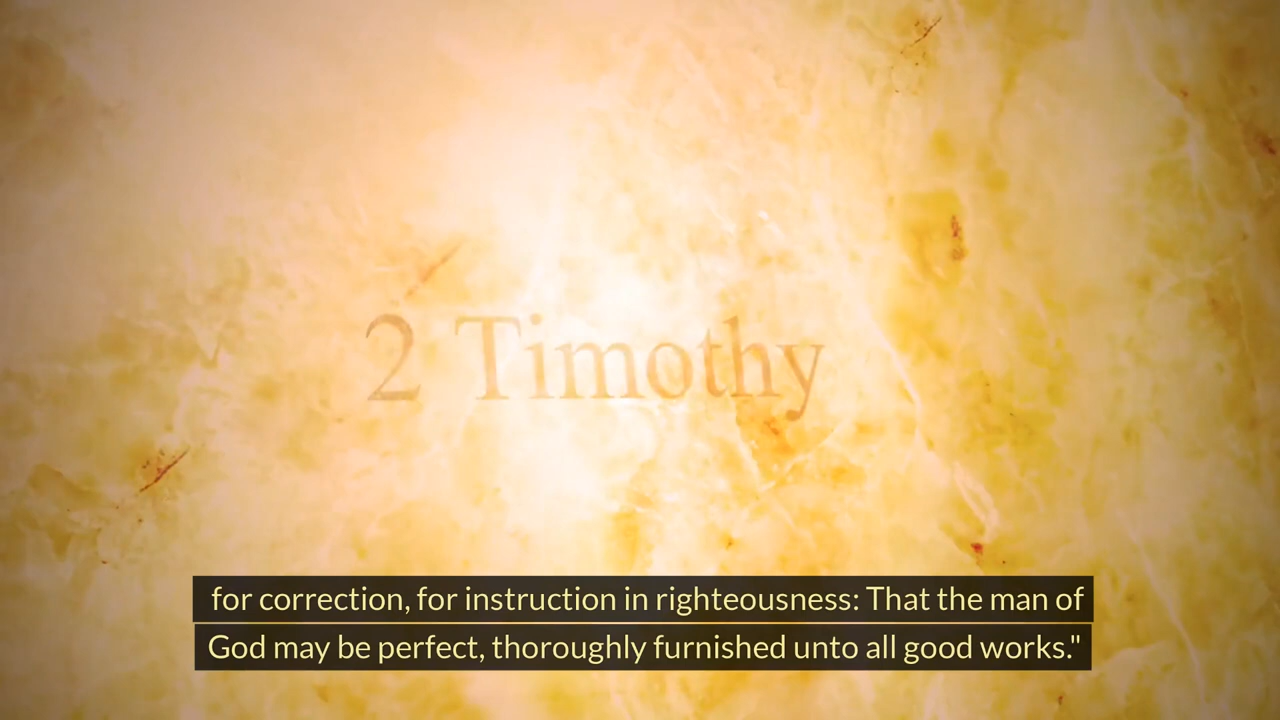 2 Timothy
for correction, for instruction in righteousness: That the man of
God may be perfect, thoroughly furnished unto all good works."